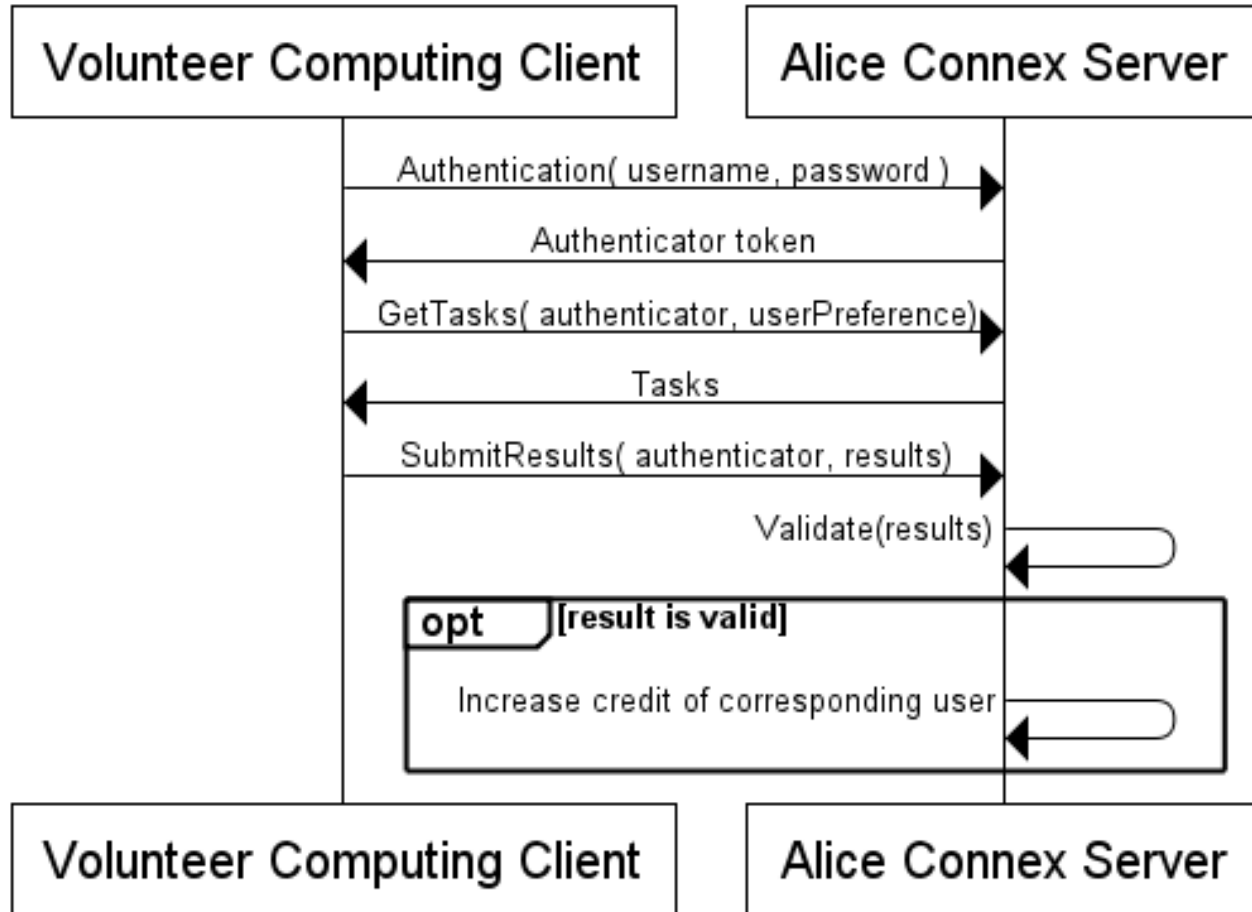 Volunteer Computing Client
Alice Connex Server
Authentication( username, password )
Authenticator token
GetTasks( authenticator, userPreference)
Tasks
SubmitResults( authenticator, results)
Validate(results)
opt [result is valid]
Increase credit of corresponding user
Volunteer Computing Client
Alice Connex Server